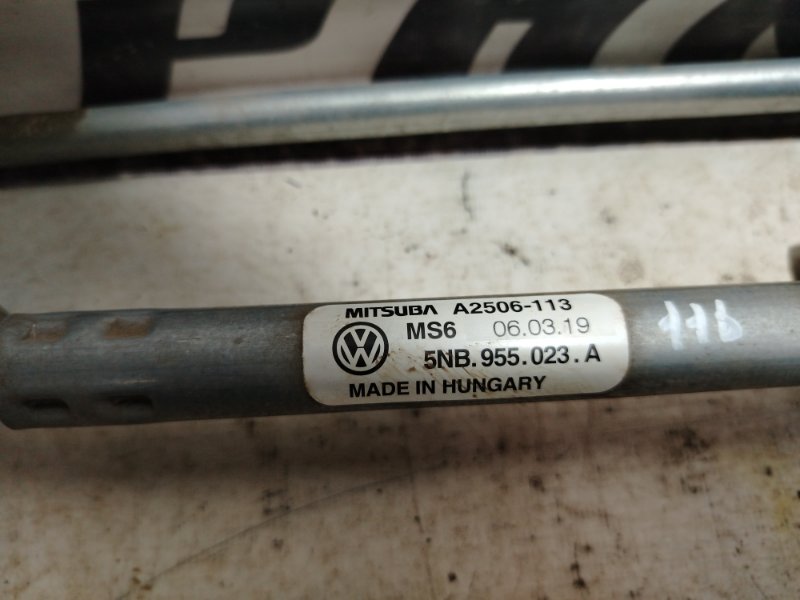 MITSUBA A2506-113
MS6 06.03.19
5NB.955.023.A
MADE IN HUNGARY